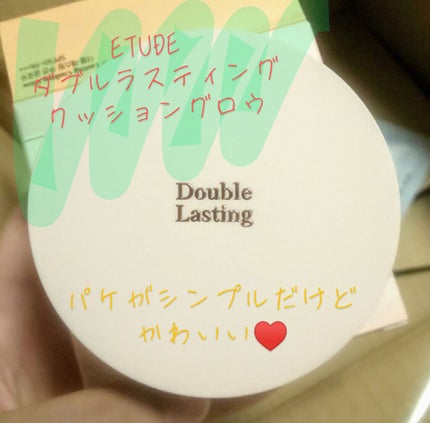 ETUDE
ダブルラスティング
クッショングロウ
Double
Lasting
パケがシンプルだけど
かわいい♥